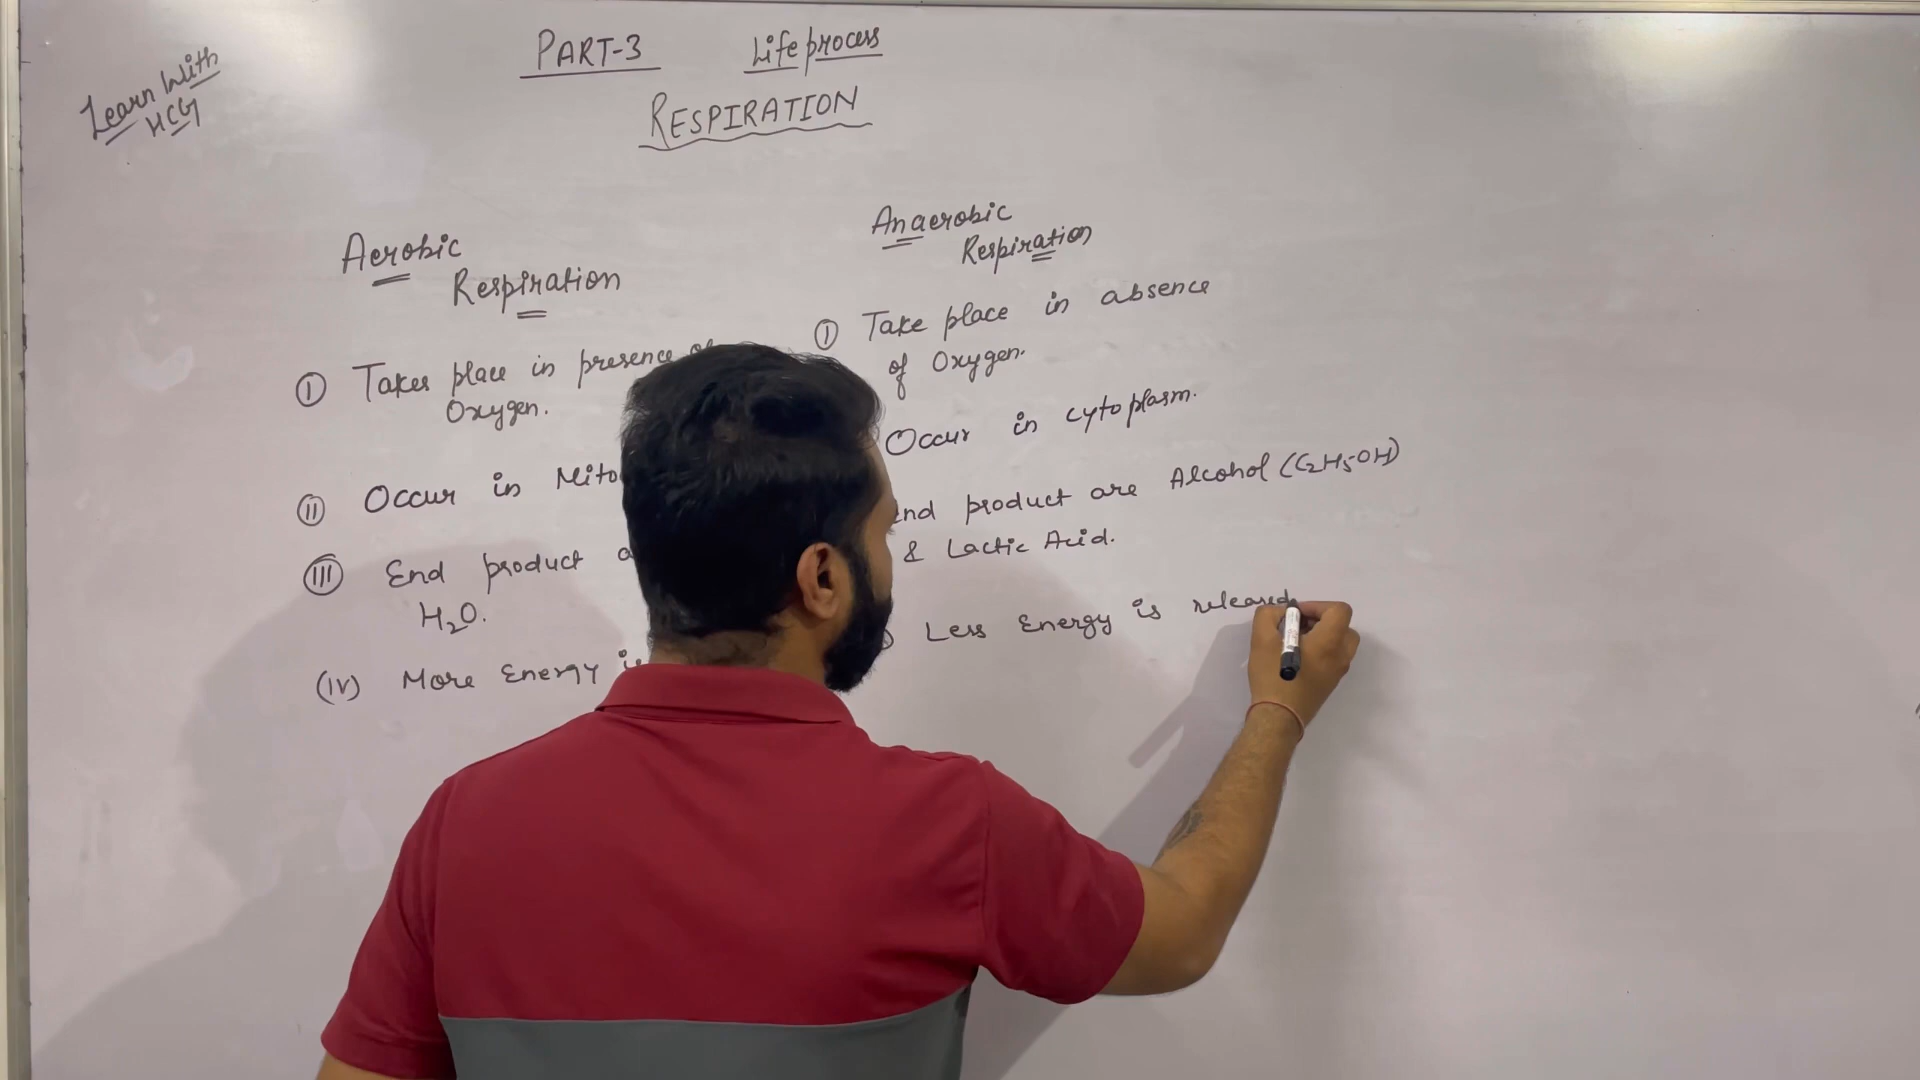 Learn With
HCG
PART-3 Life process
RESPIRATION
Aerobic
Respiration
I Takes place in presence of
Oxygen.
II Occur in
III End product
H2O.
(IV) More Energy is
Anaerobic
Respiration
I Take place in absence
of Oxygen.
Occur in cytoplasm.
End product are Alcohol (C2H5OH)
& Lactic Acid.
Less Energy is released